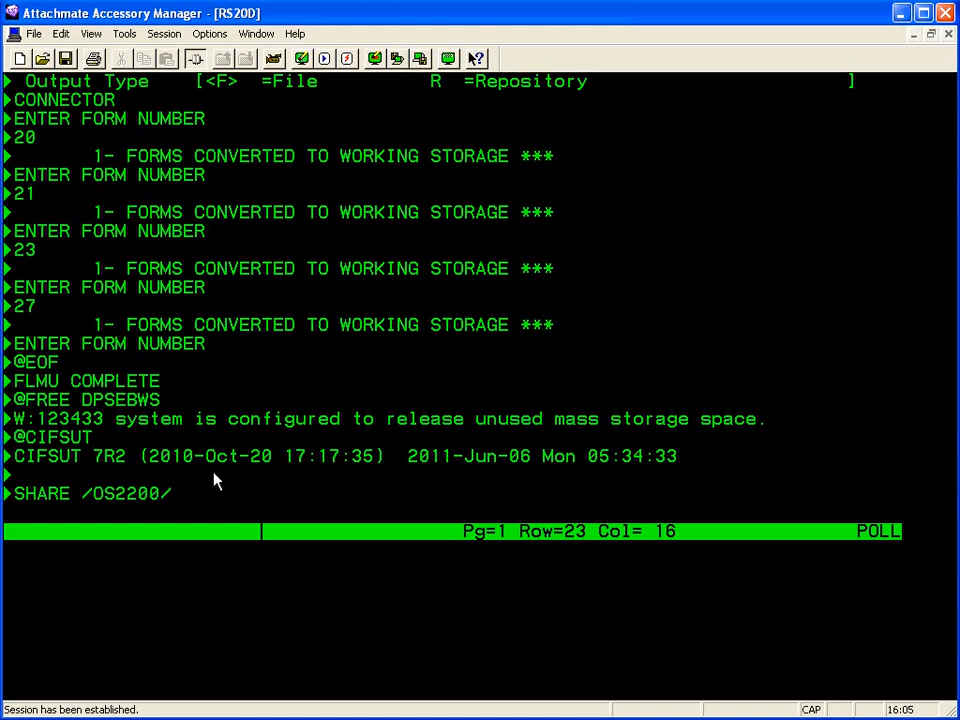 Attachmate Accessory Manager - [RS20D]
File Edit View Tools Session Options Window Help
Output Type [<F> =File R =Repository ]
CONNECTOR
ENTER FORM NUMBER
20
1- FORMS CONVERTED TO WORKING STORAGE ***
ENTER FORM NUMBER
21
1- FORMS CONVERTED TO WORKING STORAGE ***
ENTER FORM NUMBER
23
1- FORMS CONVERTED TO WORKING STORAGE ***
ENTER FORM NUMBER
27
1- FORMS CONVERTED TO WORKING STORAGE ***
ENTER FORM NUMBER
@EOF
FLMU COMPLETE
@FREE DPSEBWS
W:123433 system is configured to release unused mass storage space.
@CIFSUT
CIFSUT 7R2 (2010-Oct-20 17:17:35) 2011-Jun-06 Mon 05:34:33
SHARE /OS2200/
Pg=1 Row=23 Col= 16 POLL
Session has been established. CAP 16:05